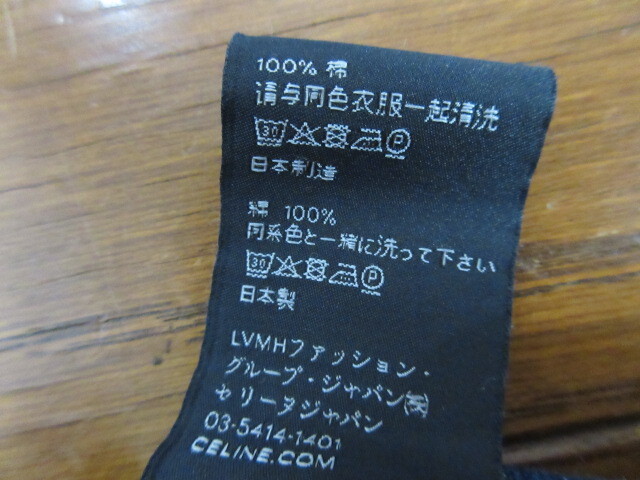 100% 棉
请与同色衣服一起清洗
30 P
日本制造
綿 100%
同系色と一緒に洗って下さい
30 P
日本製
LVMHファッション・
グループ・ジャパン㈱
セリーヌジャパン
03-5414-1401
CELINE.COM